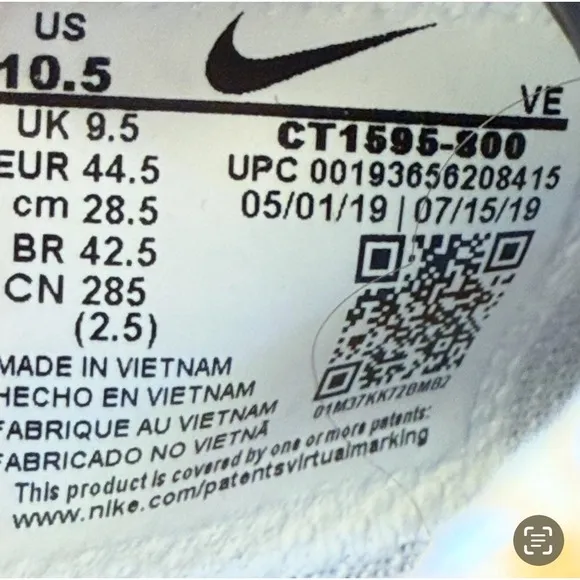 US
10.5
VE
UK 9.5
CT1595-800
EUR 44.5
UPC 00193656208415
cm 28.5
05/01/19 | 07/15/19
BR 42.5
CN 285
(2.5)
01M37KK7ZBMBZ
MADE IN VIETNAM
HECHO EN VIETNAM
FABRIQUE AU VIETNAM
FABRICADO NO VIETNÃ
This product is covered by one or more patents:
www.nike.com/patentsvirtualmarking